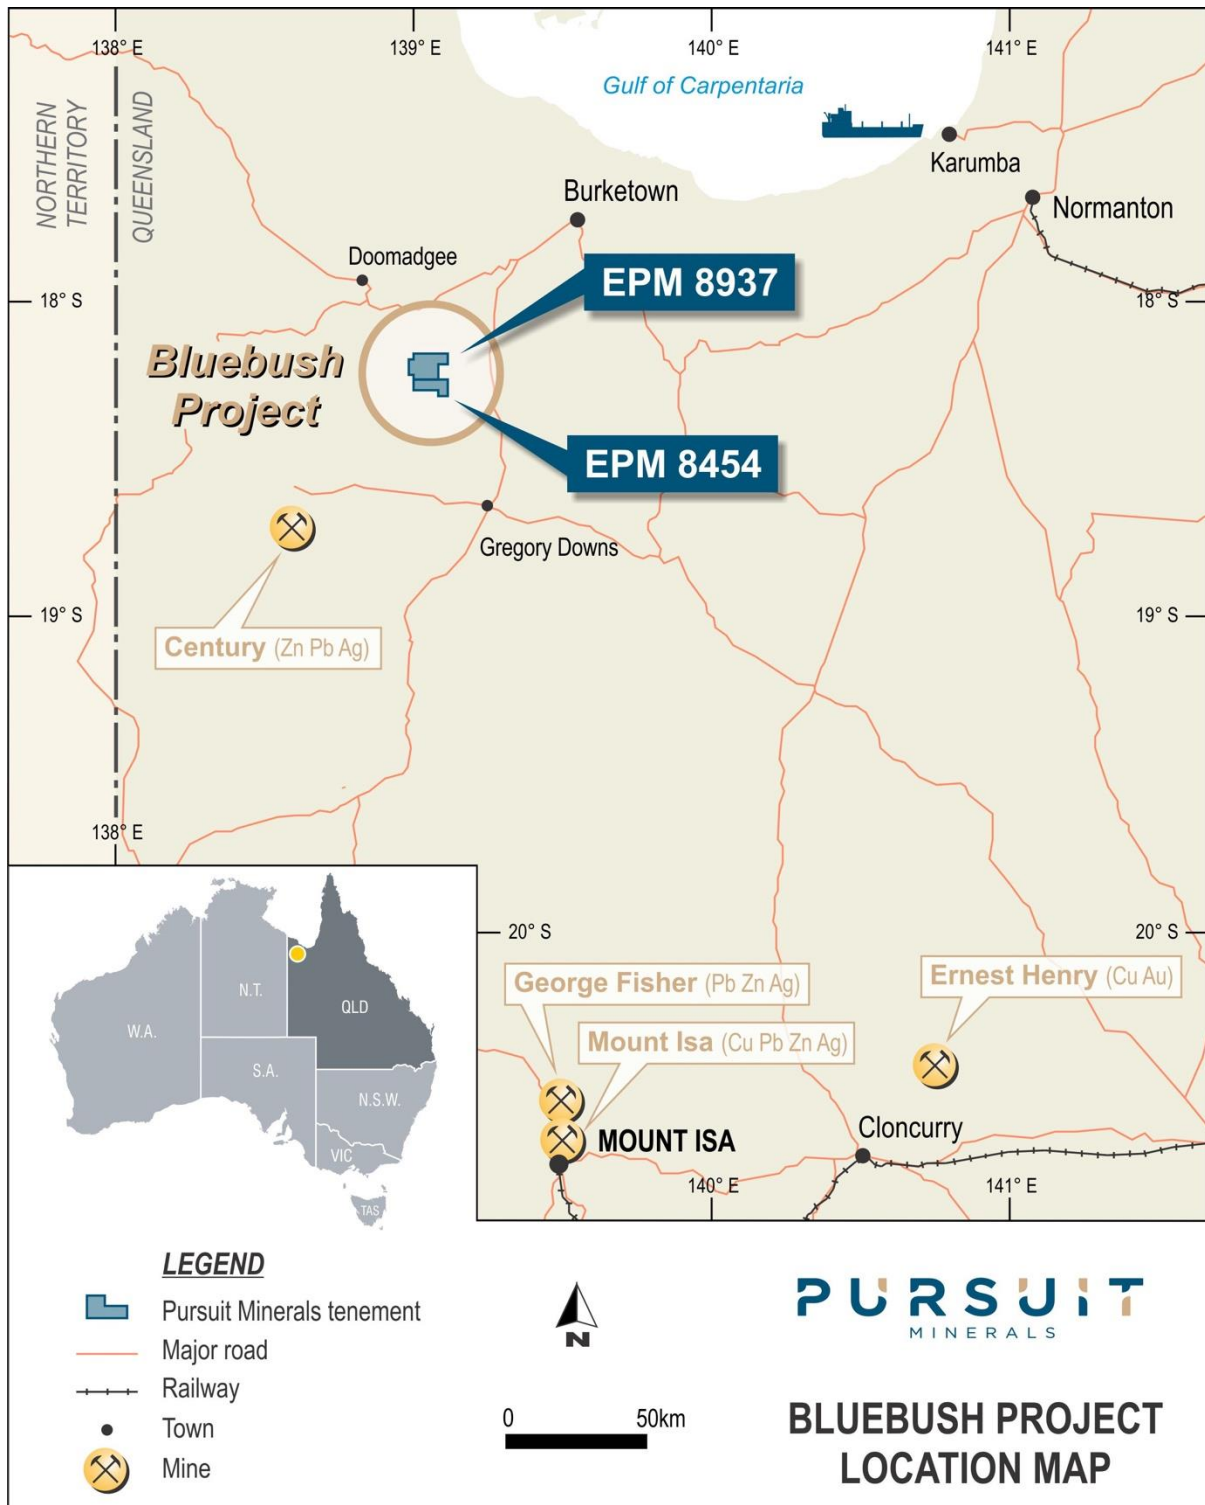 138° E
139° E
140° E
141° E
Gulf of Carpentaria
NORTHERN
TERRITORY
QUEENSLAND
Karumba
Burketown
Normanton
Doomadgee
EPM 8937
18° S
18° S
Bluebush
Project
EPM 8454
Gregory Downs
19° S
19° S
Century (Zn Pb Ag)
138° E
20° S
20° S
George Fisher (Pb Zn Ag)
Ernest Henry (Cu Au)
Mount Isa (Cu Pb Zn Ag)
N.T.
QLD
W.A.
S.A.
N.S.W.
VIC
TAS
MOUNT ISA
Cloncurry
140° E
141° E
LEGEND
Pursuit Minerals tenement
Major road
Railway
Town
Mine
N
0 50km
PURSUIT
MINERALS
BLUEBUSH PROJECT
LOCATION MAP